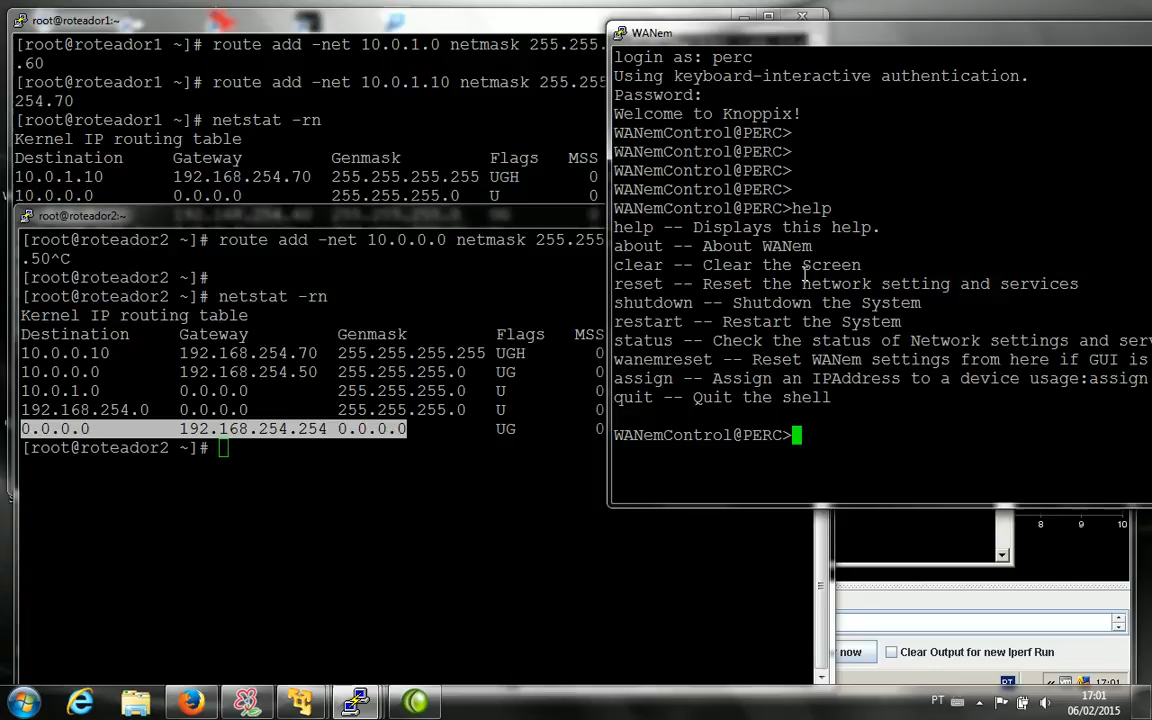 root@roteador1:~
[root@roteador1 ~]# route add -net 10.0.1.0 netmask 255.255.
.60
[root@roteador1 ~]# route add -net 10.0.1.10 netmask 255.255
254.70
[root@roteador1 ~]# netstat -rn
Kernel IP routing table
Destination Gateway Genmask Flags MSS
10.0.1.10 192.168.254.70 255.255.255.255 UGH 0
10.0.0.0 0.0.0.0 255.255.255.0 U 0
root@roteador2:~
[root@roteador2 ~]# route add -net 10.0.0.0 netmask 255.255
.50^C
[root@roteador2 ~]#
[root@roteador2 ~]# netstat -rn
Kernel IP routing table
Destination Gateway Genmask Flags MSS
10.0.0.10 192.168.254.70 255.255.255.255 UGH 0
10.0.0.0 192.168.254.50 255.255.255.0 UG 0
10.0.1.0 0.0.0.0 255.255.255.0 U 0
192.168.254.0 0.0.0.0 255.255.255.0 U 0
0.0.0.0 192.168.254.254 0.0.0.0 UG 0
[root@roteador2 ~]#
WANem
login as: perc
Using keyboard-interactive authentication.
Password:
Welcome to Knoppix!
WANemControl@PERC>
WANemControl@PERC>
WANemControl@PERC>
WANemControl@PERC>
WANemControl@PERC>help
help -- Displays this help.
about -- About WANem
clear -- Clear the Screen
reset -- Reset the network setting and services
shutdown -- Shutdown the System
restart -- Restart the System
status -- Check the status of Network settings and serv
wanemreset -- Reset WANem settings from here if GUI is
assign -- Assign an IPAddress to a device usage:assign
quit -- Quit the shell
WANemControl@PERC>
8 9 10
now Clear Output for new Iperf Run
PT 17:01
PT 17:01
06/02/2015